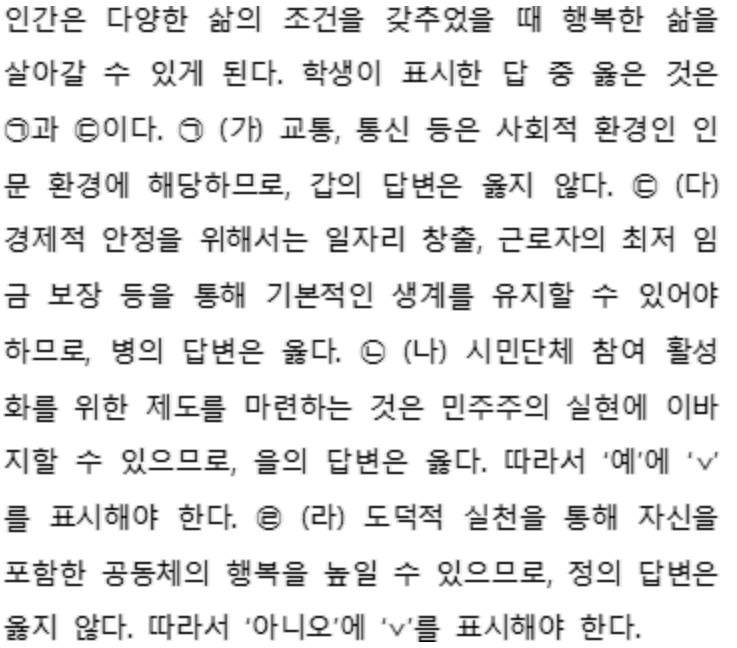 인간은 다양한 삶의 조건을 갖추었을 때 행복한 삶을
살아갈 수 있게 된다. 학생이 표시한 답 중 옳은 것은
㉠과 ㉢이다. ㉠ (가) 교통, 통신 등은 사회적 환경인 인
문 환경에 해당하므로, 갑의 답변은 옳지 않다. ㉢ (다)
경제적 안정을 위해서는 일자리 창출, 근로자의 최저 임
금 보장 등을 통해 기본적인 생계를 유지할 수 있어야
하므로, 병의 답변은 옳다. ㉡ (나) 시민단체 참여 활성
화를 위한 제도를 마련하는 것은 민주주의 실현에 이바
지할 수 있으므로, 을의 답변은 옳다. 따라서 ‘예’에 ‘∨’
를 표시해야 한다. ㉣ (라) 도덕적 실천을 통해 자신을
포함한 공동체의 행복을 높일 수 있으므로, 정의 답변은
옳지 않다. 따라서 ‘아니오’에 ‘∨’를 표시해야 한다.